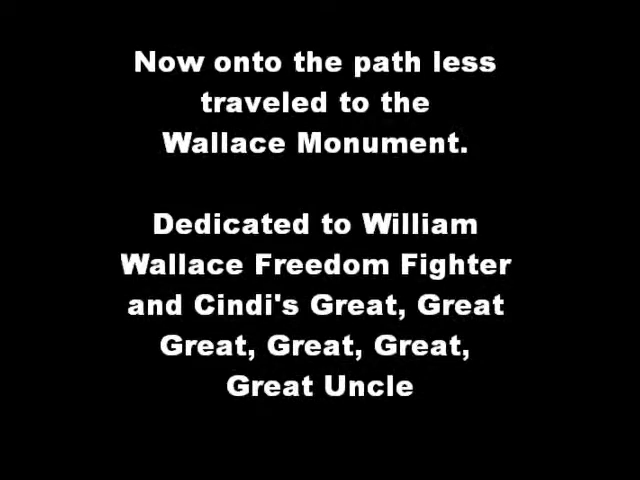 Now onto the path less
traveled to the
Wallace Monument.
Dedicated to William
Wallace Freedom Fighter
and Cindi's Great, Great
Great, Great, Great,
Great Uncle